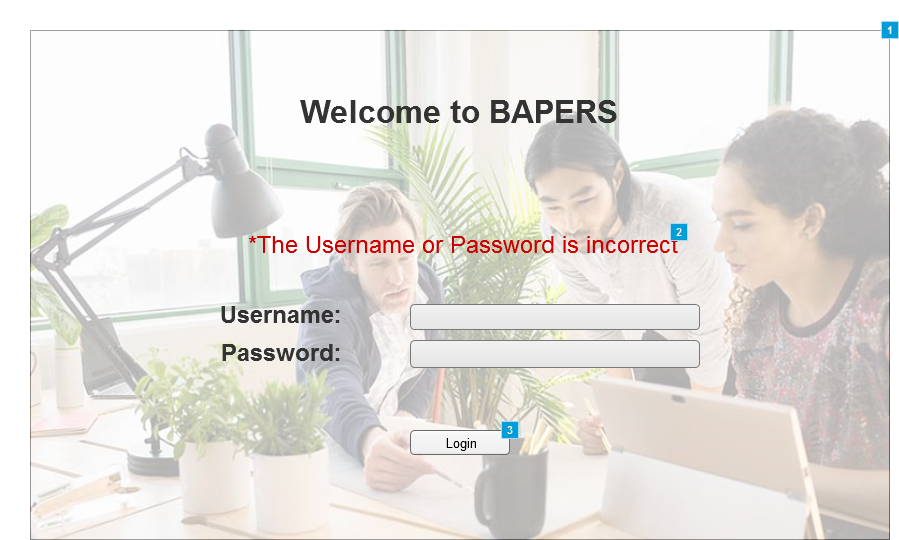 1
Welcome to BAPERS
2
*The Username or Password is incorrect
Username:
Password:
3
Login